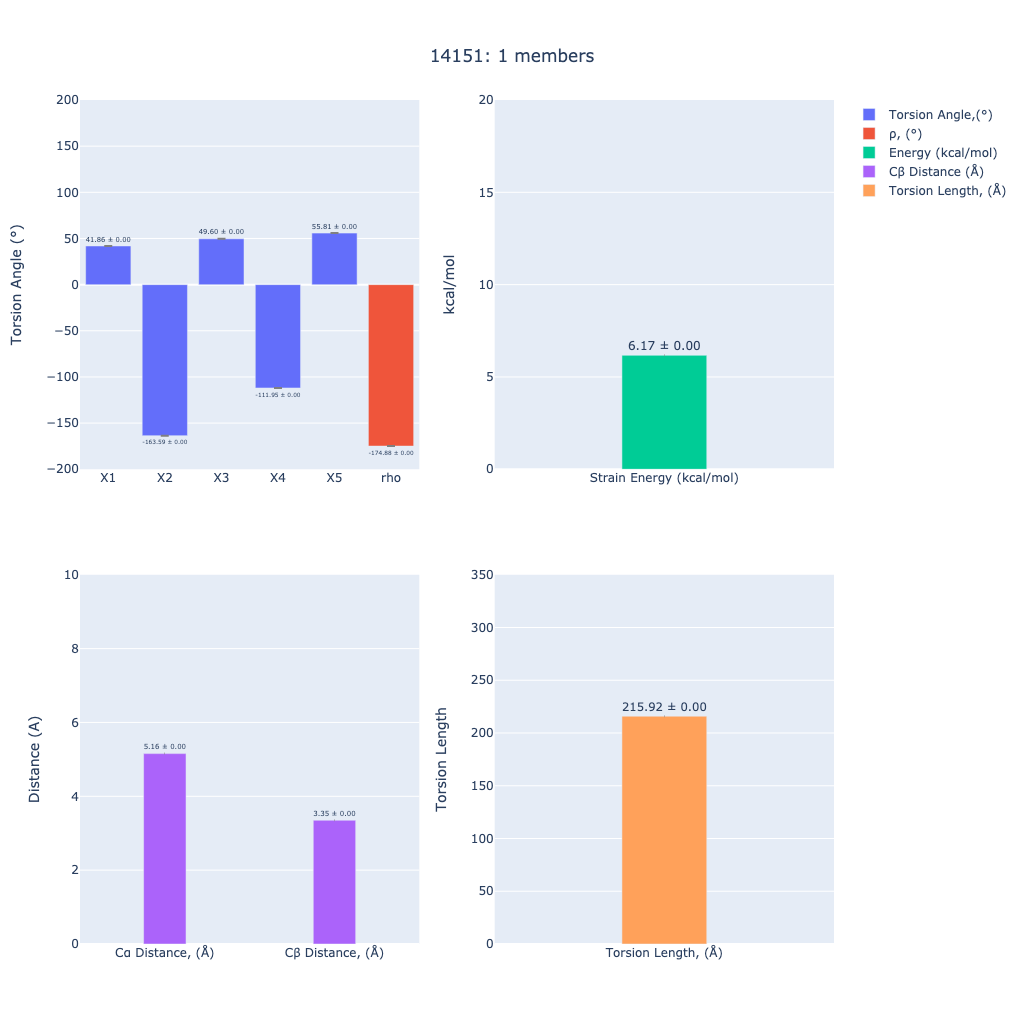 14151: 1 members
200
150
100
50
0
−50
−100
−150
−200
Torsion Angle (°)
41.86 ± 0.00
-163.59 ± 0.00
49.60 ± 0.00
-111.95 ± 0.00
55.81 ± 0.00
-174.88 ± 0.00
X1 X2 X3 X4 X5 rho
20
15
10
5
0
kcal/mol
6.17 ± 0.00
Strain Energy (kcal/mol)
Torsion Angle,(°)
ρ, (°)
Energy (kcal/mol)
Cβ Distance (Å)
Torsion Length, (Å)
10
8
6
4
2
0
Distance (A)
5.16 ± 0.00
3.35 ± 0.00
Cα Distance, (Å) Cβ Distance, (Å)
350
300
250
200
150
100
50
0
Torsion Length
215.92 ± 0.00
Torsion Length, (Å)